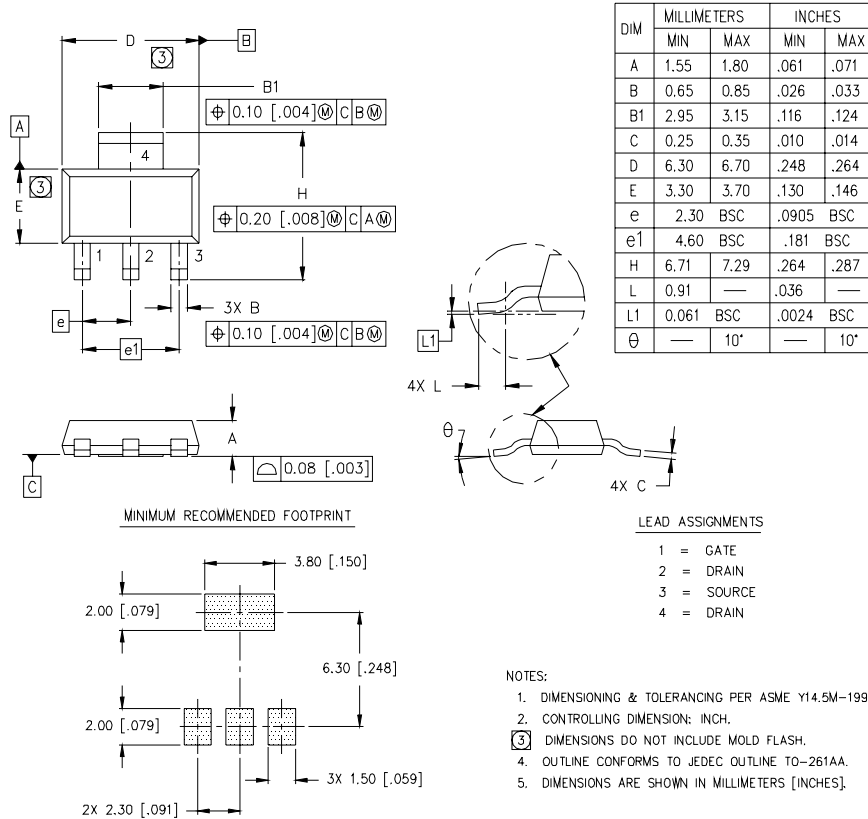 DIM MILLIMETERS INCHES
MIN MAX MIN MAX
A 1.55 1.80 .061 .071
B 0.65 0.85 .026 .033
B1 2.95 3.15 .116 .124
C 0.25 0.35 .010 .014
D 6.30 6.70 .248 .264
E 3.30 3.70 .130 .146
e 2.30 BSC .0905 BSC
e1 4.60 BSC .181 BSC
H 6.71 7.29 .264 .287
L 0.91 — .036 —
L1 0.061 BSC .0024 BSC
θ — 10° — 10°
D
B
3
B1
⌖ 0.10 [.004]Ⓜ C BⓂ
A
4
3
E
H
⌖ 0.20 [.008]Ⓜ C AⓂ
1 2 3
3X B
e
⌖ 0.10 [.004]Ⓜ C BⓂ
e1
L1
4X L
A
⌓ 0.08 [.003]
C
θ
4X C
MINIMUM RECOMMENDED FOOTPRINT
3.80 [.150]
2.00 [.079]
6.30 [.248]
2.00 [.079]
3X 1.50 [.059]
2X 2.30 [.091]
LEAD ASSIGNMENTS
1 = GATE
2 = DRAIN
3 = SOURCE
4 = DRAIN
NOTES:
1. DIMENSIONING & TOLERANCING PER ASME Y14.5M-199
2. CONTROLLING DIMENSION: INCH.
3 DIMENSIONS DO NOT INCLUDE MOLD FLASH.
4. OUTLINE CONFORMS TO JEDEC OUTLINE TO-261AA.
5. DIMENSIONS ARE SHOWN IN MILLIMETERS [INCHES].